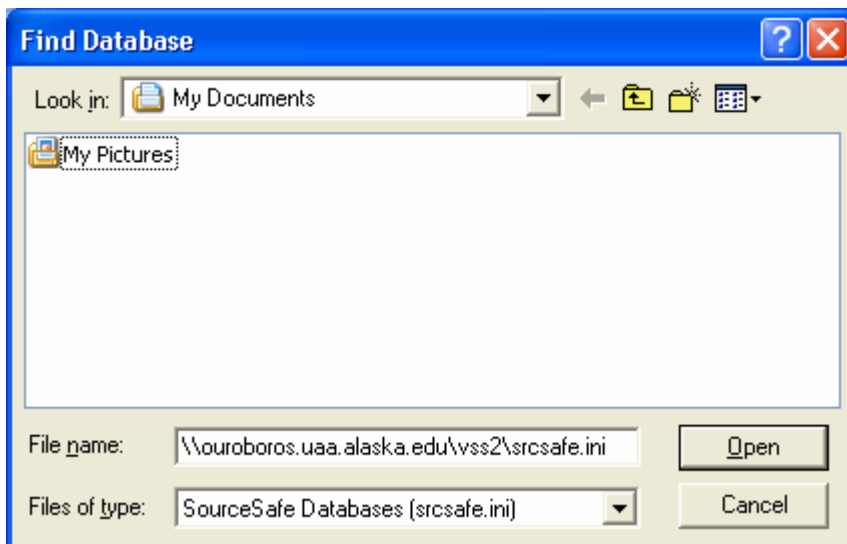 Find Database
Look in: My Documents
My Pictures
File name: \\ouroboros.uaa.alaska.edu\vss2\srcsafe.ini Open
Files of type: SourceSafe Databases (srcsafe.ini) Cancel